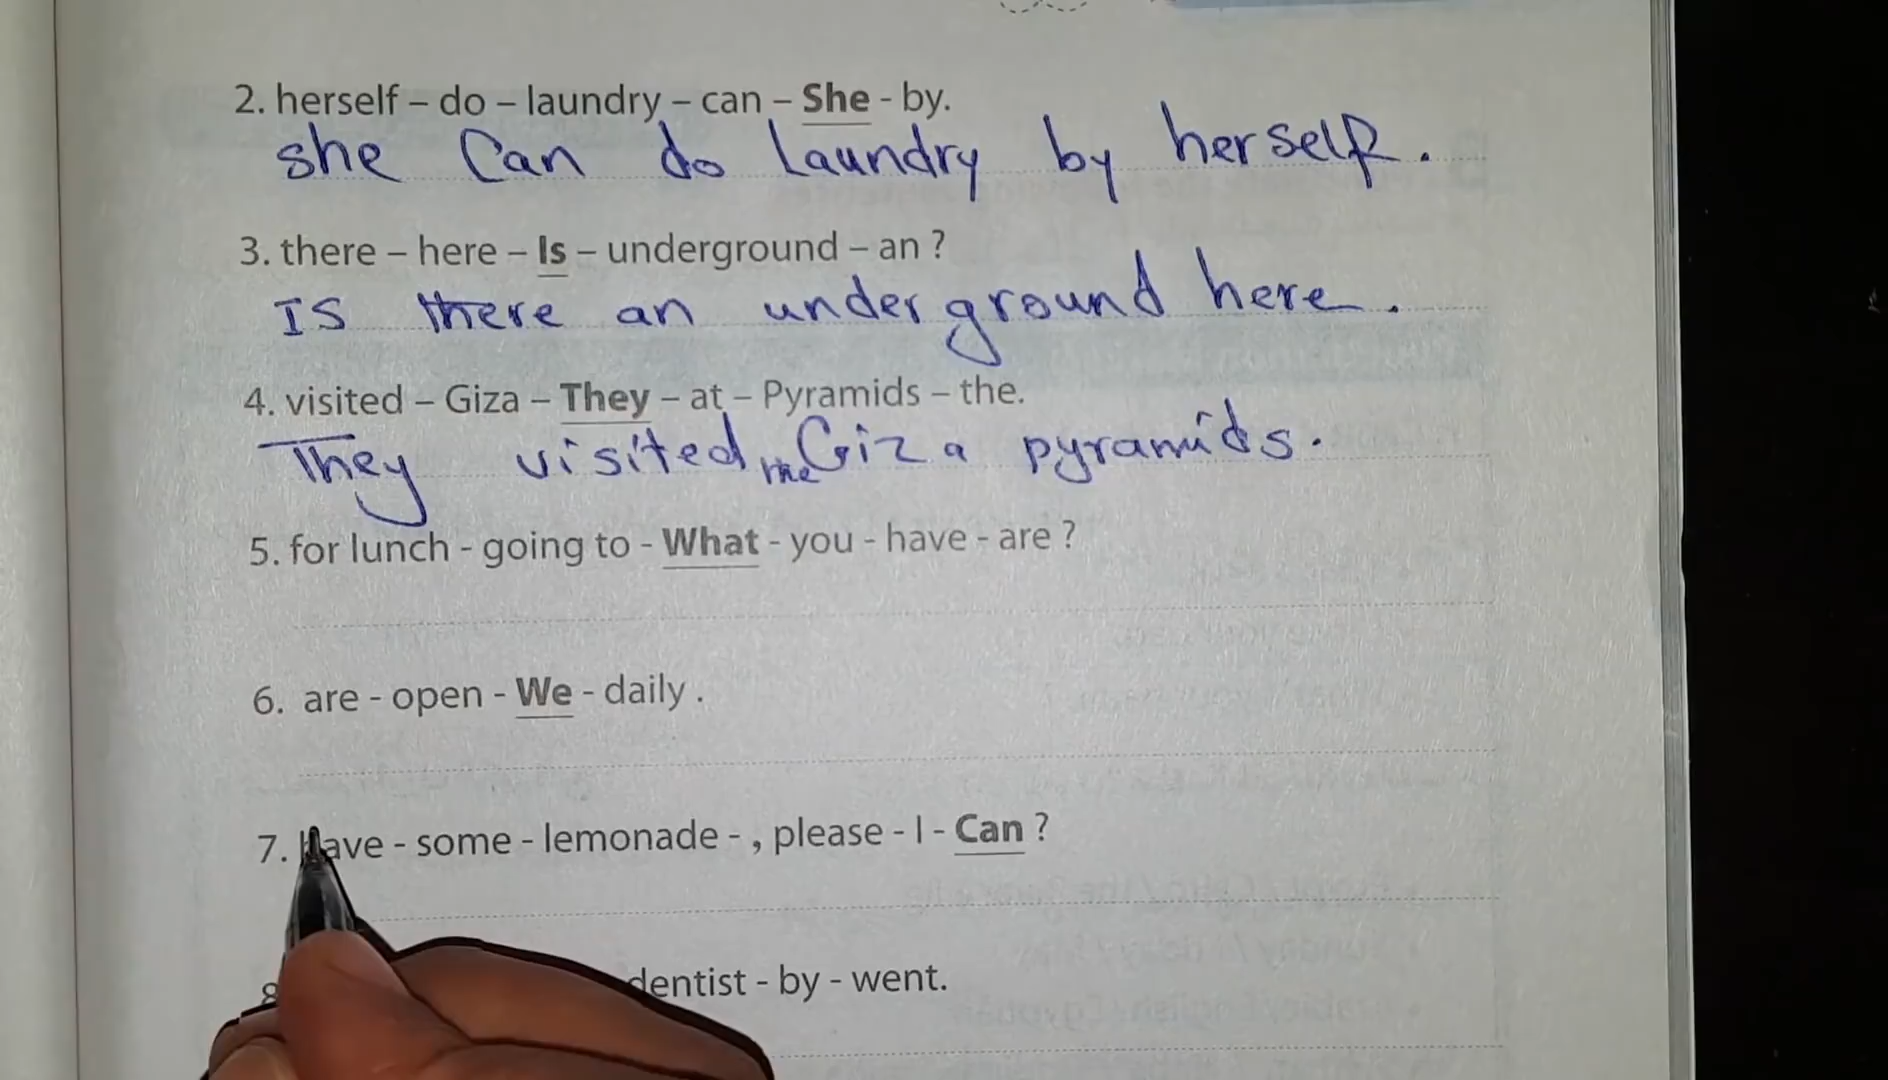 2. herself – do – laundry – can – She - by.
she can do laundry by herself.
3. there – here – Is – underground – an ?
Is there an underground here.
4. visited – Giza – They – at – Pyramids – the.
They visited the Giza pyramids.
5. for lunch - going to - What - you - have - are ?
6. are - open - We - daily .
7. Have - some - lemonade - , please - I - Can ?
dentist - by - went.